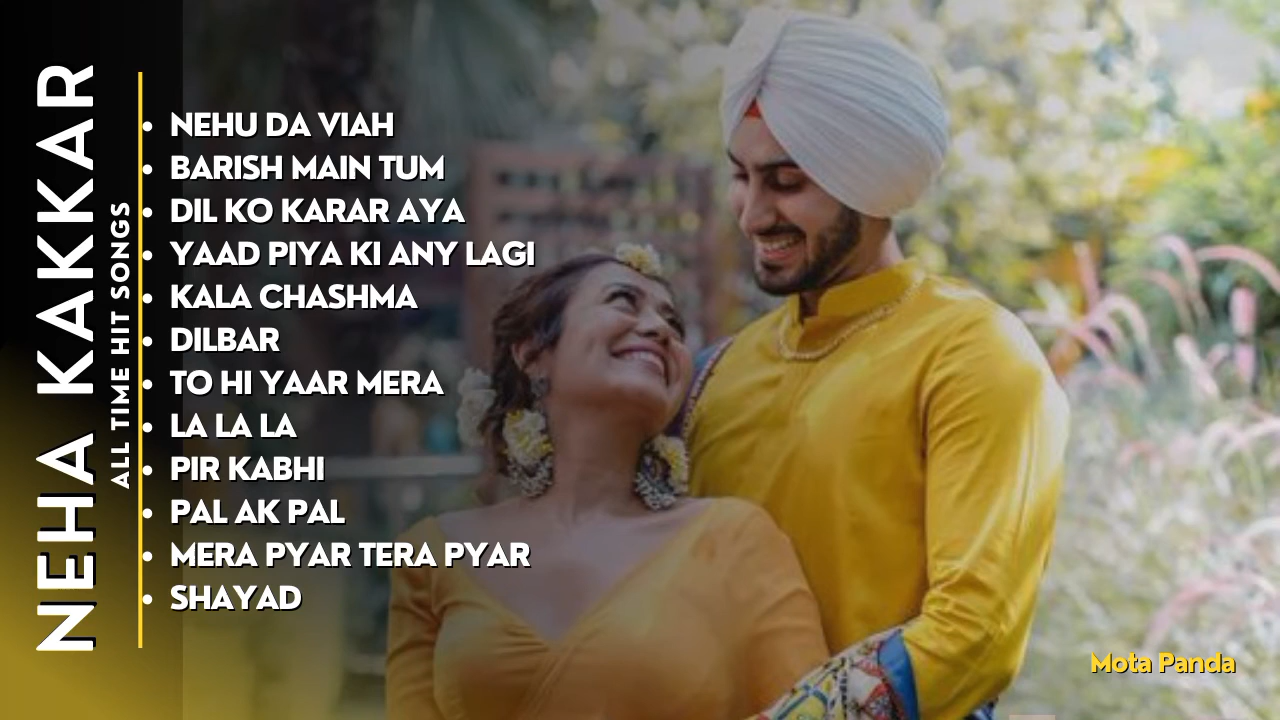 NEHA KAKKAR
ALL TIME HIT SONGS
• NEHU DA VIAH
• BARISH MAIN TUM
• DIL KO KARAR AYA
• YAAD PIYA KI ANY LAGI
• KALA CHASHMA
• DILBAR
• TO HI YAAR MERA
• LA LA LA
• PIR KABHI
• PAL AK PAL
• MERA PYAR TERA PYAR
• SHAYAD
Mota Panda